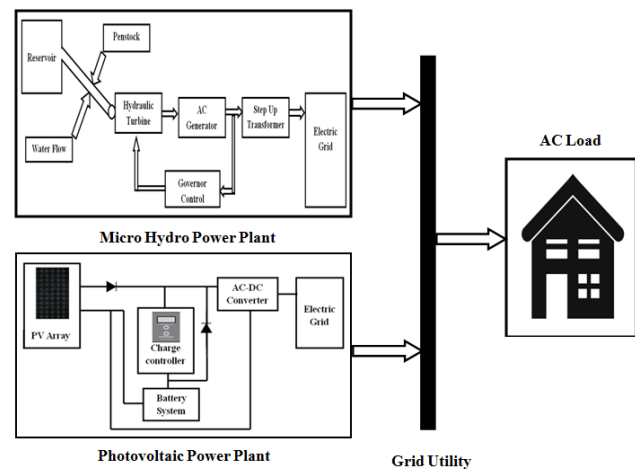 Reservoir
Penstock
Water Flow
Hydraulic
Turbine
AC
Generator
Step Up
Transformer
Electric
Grid
Governor
Control
Micro Hydro Power Plant
PV Array
Charge
controller
Battery
System
AC-DC
Converter
Electric
Grid
Photovoltaic Power Plant
Grid Utility
AC Load